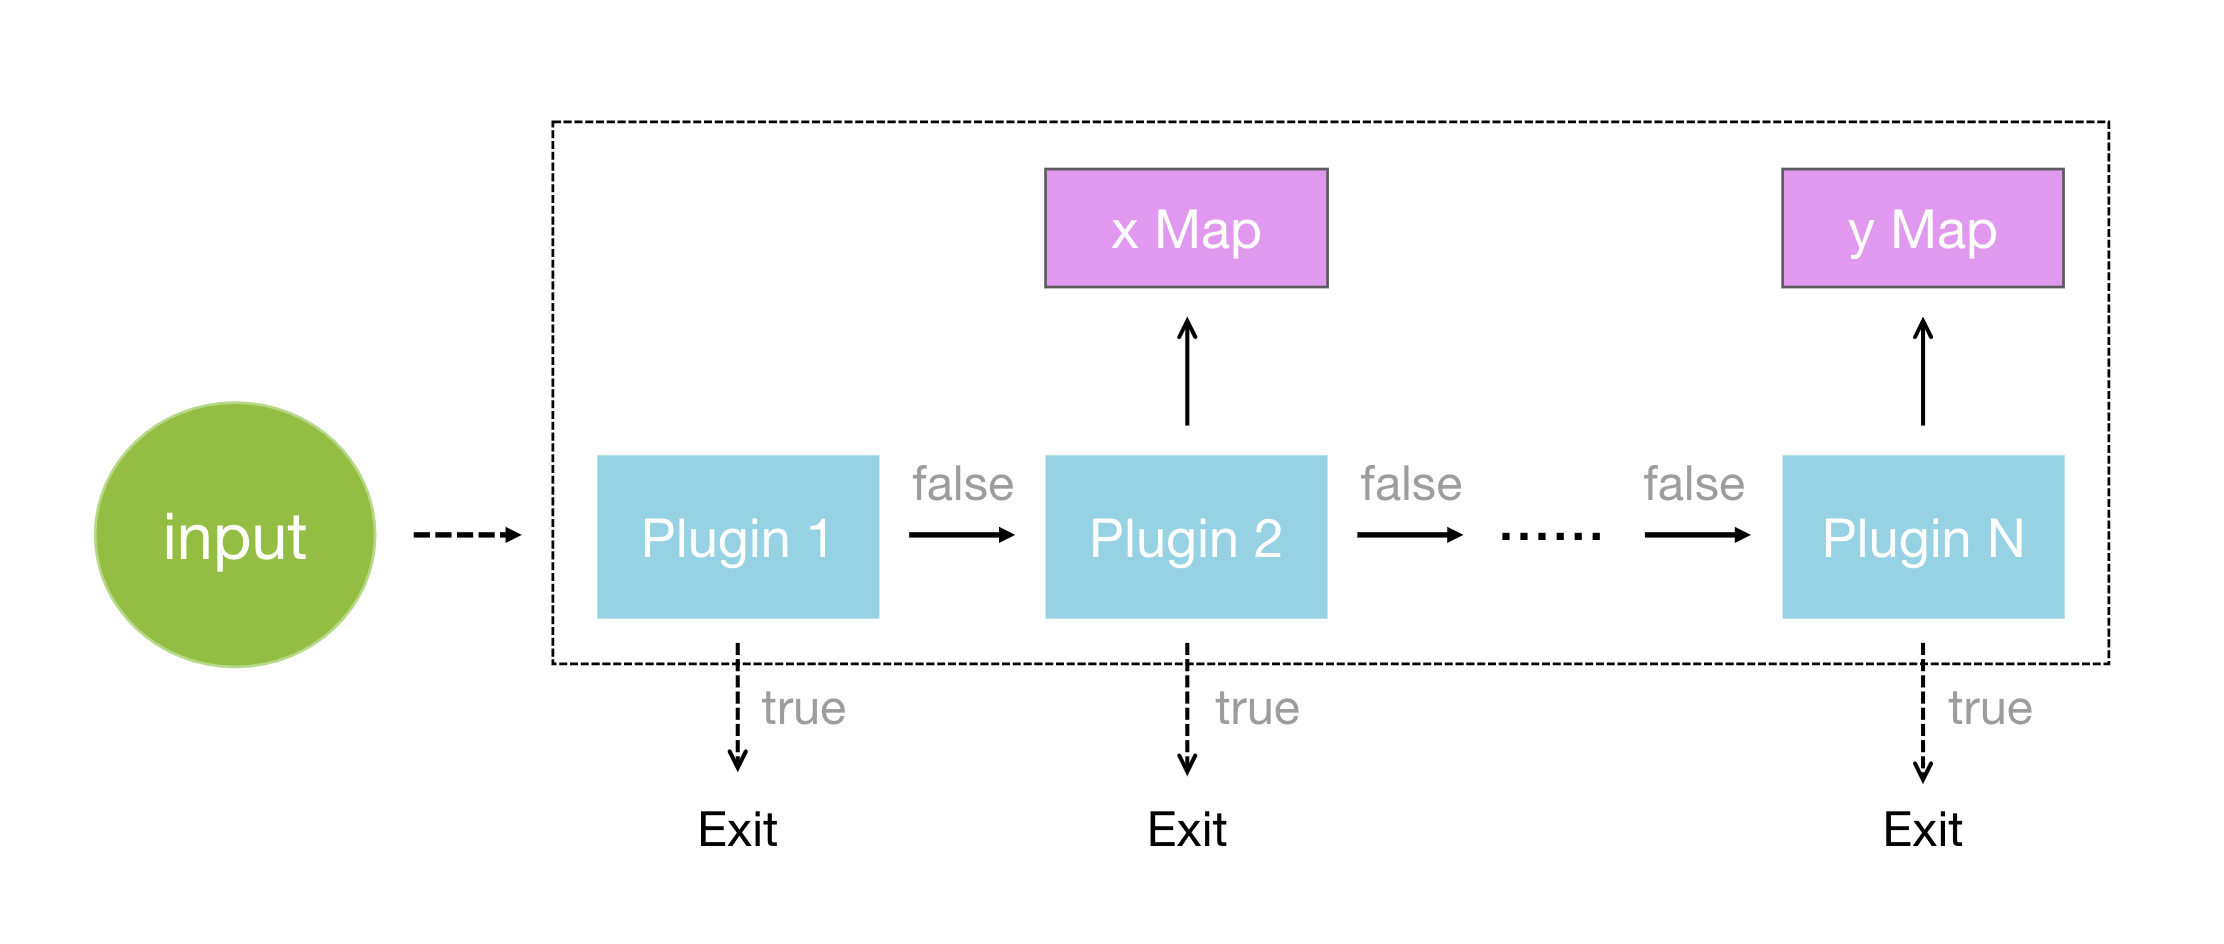 x Map
y Map
input
Plugin 1
false
Plugin 2
false
......
false
Plugin N
true
true
true
Exit
Exit
Exit